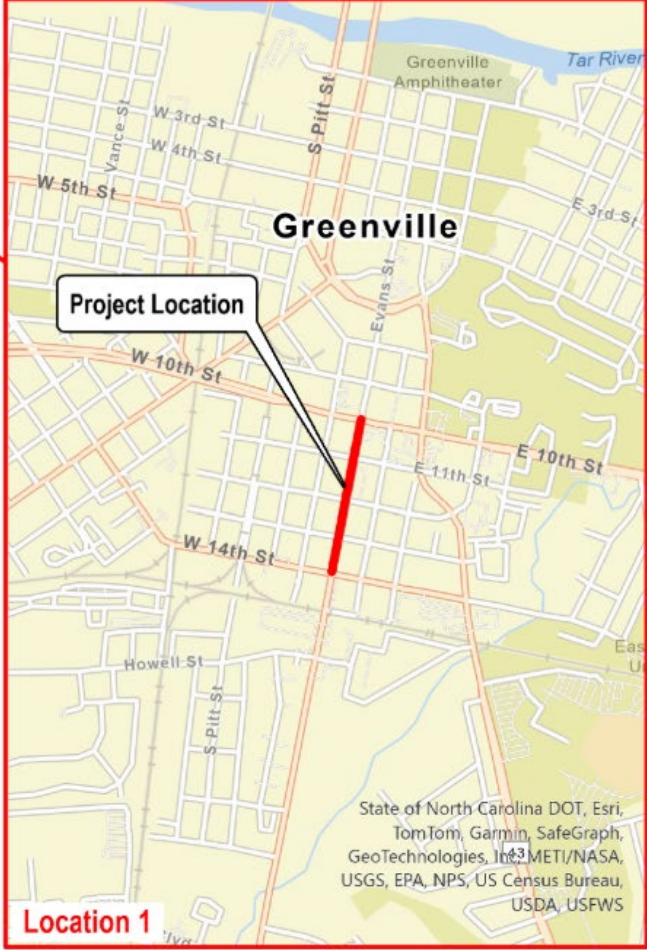 Greenville
Amphitheater
Tar River
S Pitt St
W 3rd St
Vance St
W 4th St
W 5th St
E 3rd St
Greenville
Evans St
Project Location
W 10th St
E 10th St
E 11th St
W 14th St
Howell St
S Pitt St
State of North Carolina DOT, Esri,
TomTom, Garmin, SafeGraph,
GeoTechnologies, Inc, METI/NASA,
USGS, EPA, NPS, US Census Bureau,
USDA, USFWS
43
Location 1